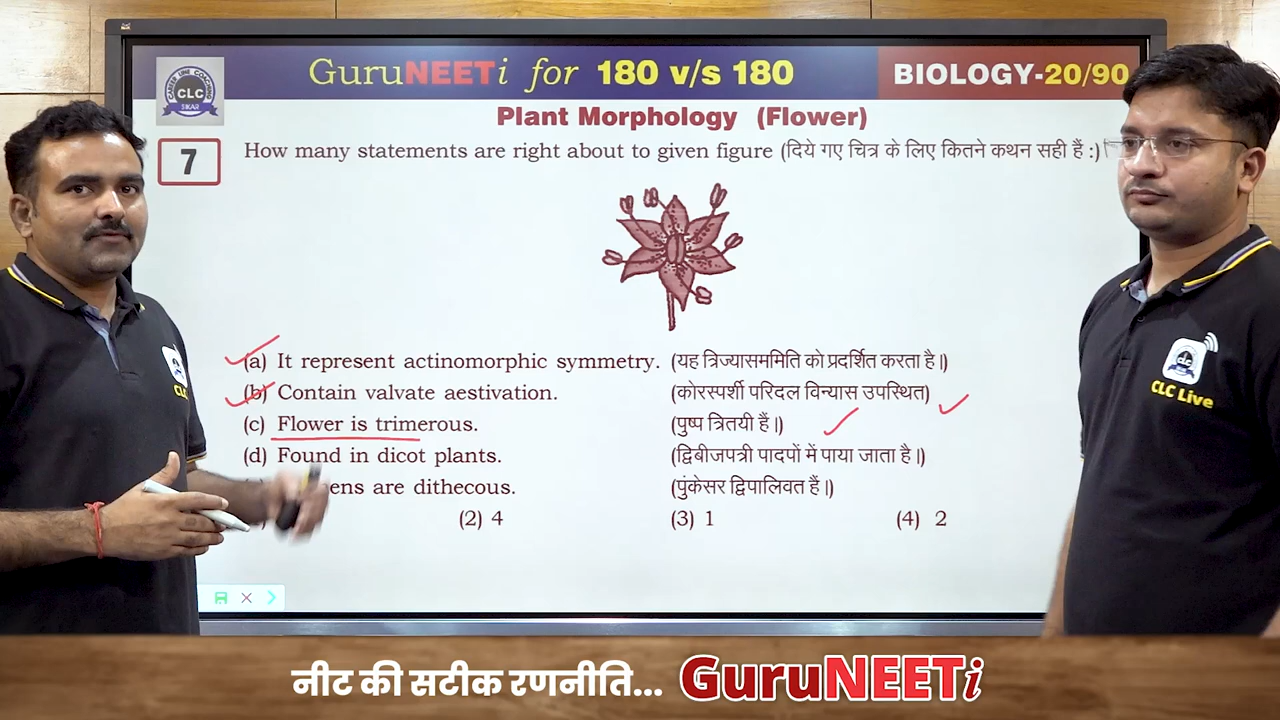 GuruNEETi for 180 v/s 180 BIOLOGY-20/90
CLC
SIKAR
Plant Morphology (Flower)
7 How many statements are right about to given figure (दिये गए चित्र के लिए कितने कथन सही हैं :)
(a) It represent actinomorphic symmetry. (यह त्रिज्यासममिति को प्रदर्शित करता है।)
(b) Contain valvate aestivation. (कोरस्पर्शी परिदल विन्यास उपस्थित)
(c) Flower is trimerous. (पुष्प त्रितयी हैं।)
(d) Found in dicot plants. (द्विबीजपत्री पादपों में पाया जाता है।)
ens are dithecous. (पुंकेसर द्विपालिवत हैं।)
(2) 4 (3) 1 (4) 2
CLC
CLC Live
नीट की सटीक रणनीति... GuruNEETi